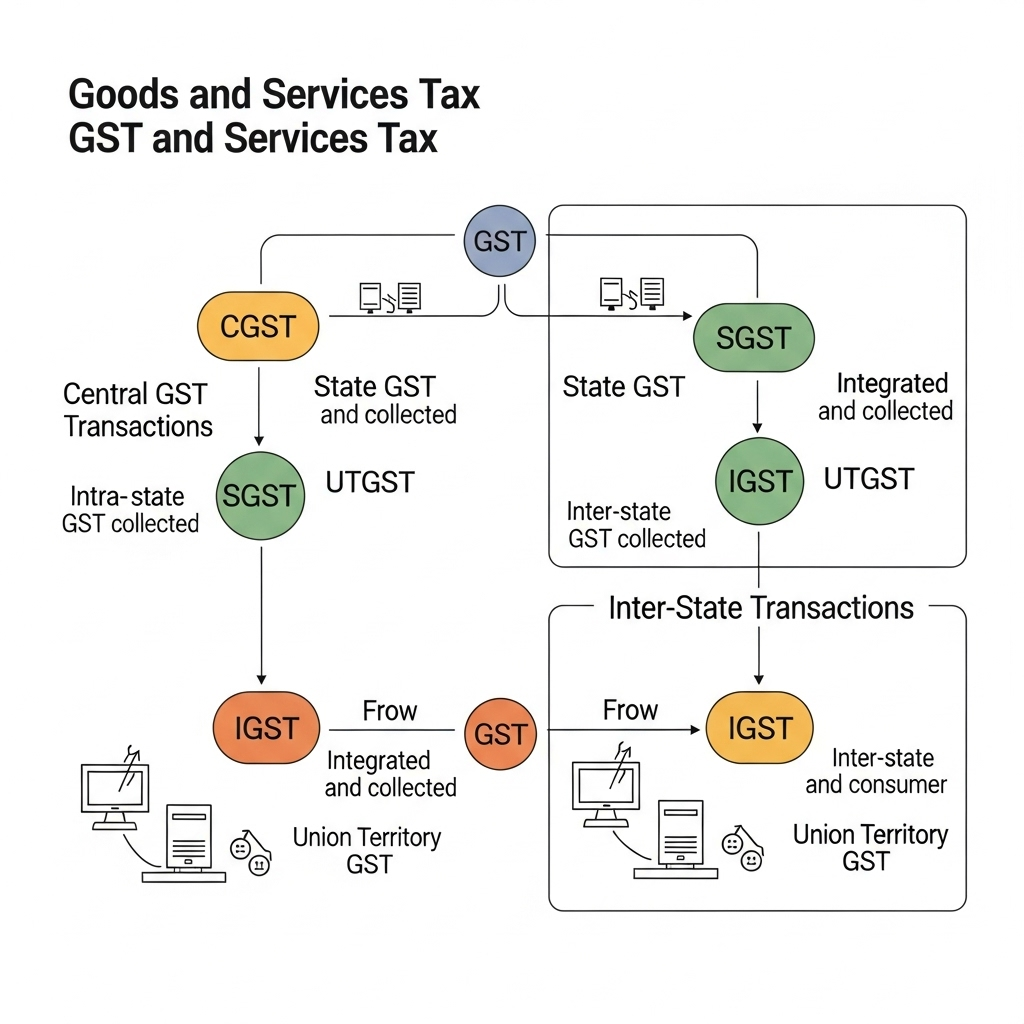 Goods and Services Tax
GST and Services Tax
GST
CGST
SGST
Central GST
Transactions
State GST
and collected
State GST
Integrated
and collected
SGST
UTGST
Intra-state
GST collected
IGST
UTGST
Inter-state
GST collected
Inter-State Transactions
IGST
Frow
GST
Frow
IGST
Integrated
and collected
Inter-state
and consumer
Union Territory
GST
Union Territory
GST